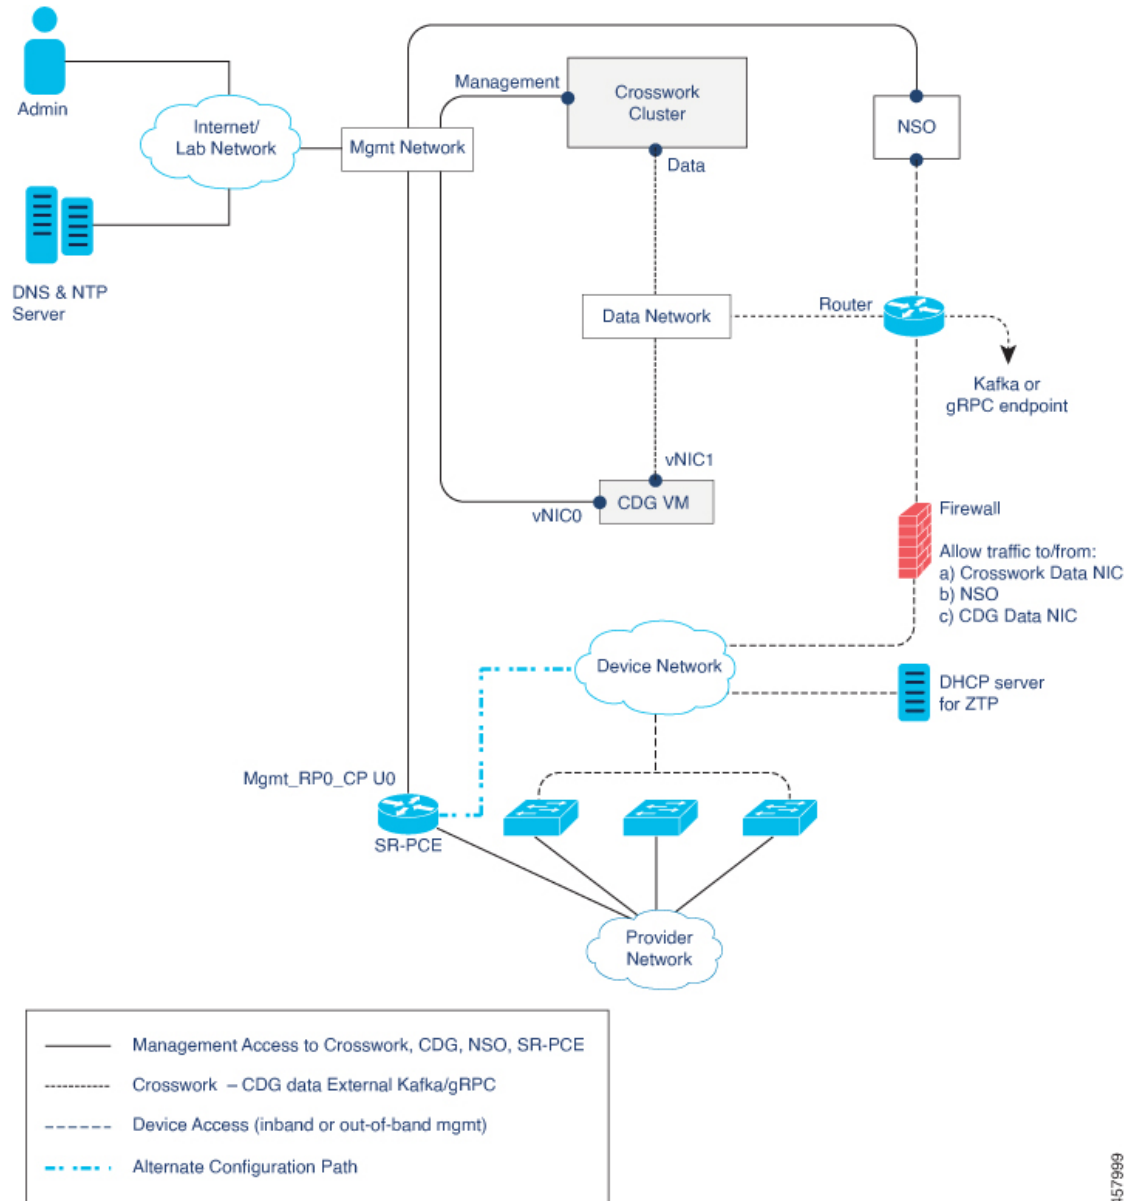 Admin
Internet/
Lab Network
DNS & NTP
Server
Mgmt Network
Management
Crosswork
Cluster
Data
NSO
Data Network
Router
Kafka or
gRPC endpoint
vNIC1
vNIC0
CDG VM
Firewall
Allow traffic to/from:
a) Crosswork Data NIC
b) NSO
c) CDG Data NIC
Device Network
DHCP server
for ZTP
Mgmt_RP0_CP U0
SR-PCE
Provider
Network
Management Access to Crosswork, CDG, NSO, SR-PCE
Crosswork – CDG data External Kafka/gRPC
Device Access (inband or out-of-band mgmt)
Alternate Configuration Path
457999